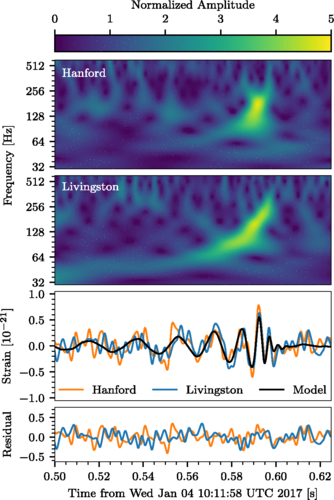 Normalized Amplitude
0 1 2 3 4 5
Hanford
512
256
128
64
32
Frequency [Hz]
Livingston
512
256
128
64
32
Strain [10⁻²¹]
1.0
0.5
0.0
−0.5
−1.0
Hanford Livingston Model
Residual
0.5
0.0
−0.5
0.50 0.52 0.54 0.56 0.58 0.60 0.62
Time from Wed Jan 04 10:11:58 UTC 2017 [s]